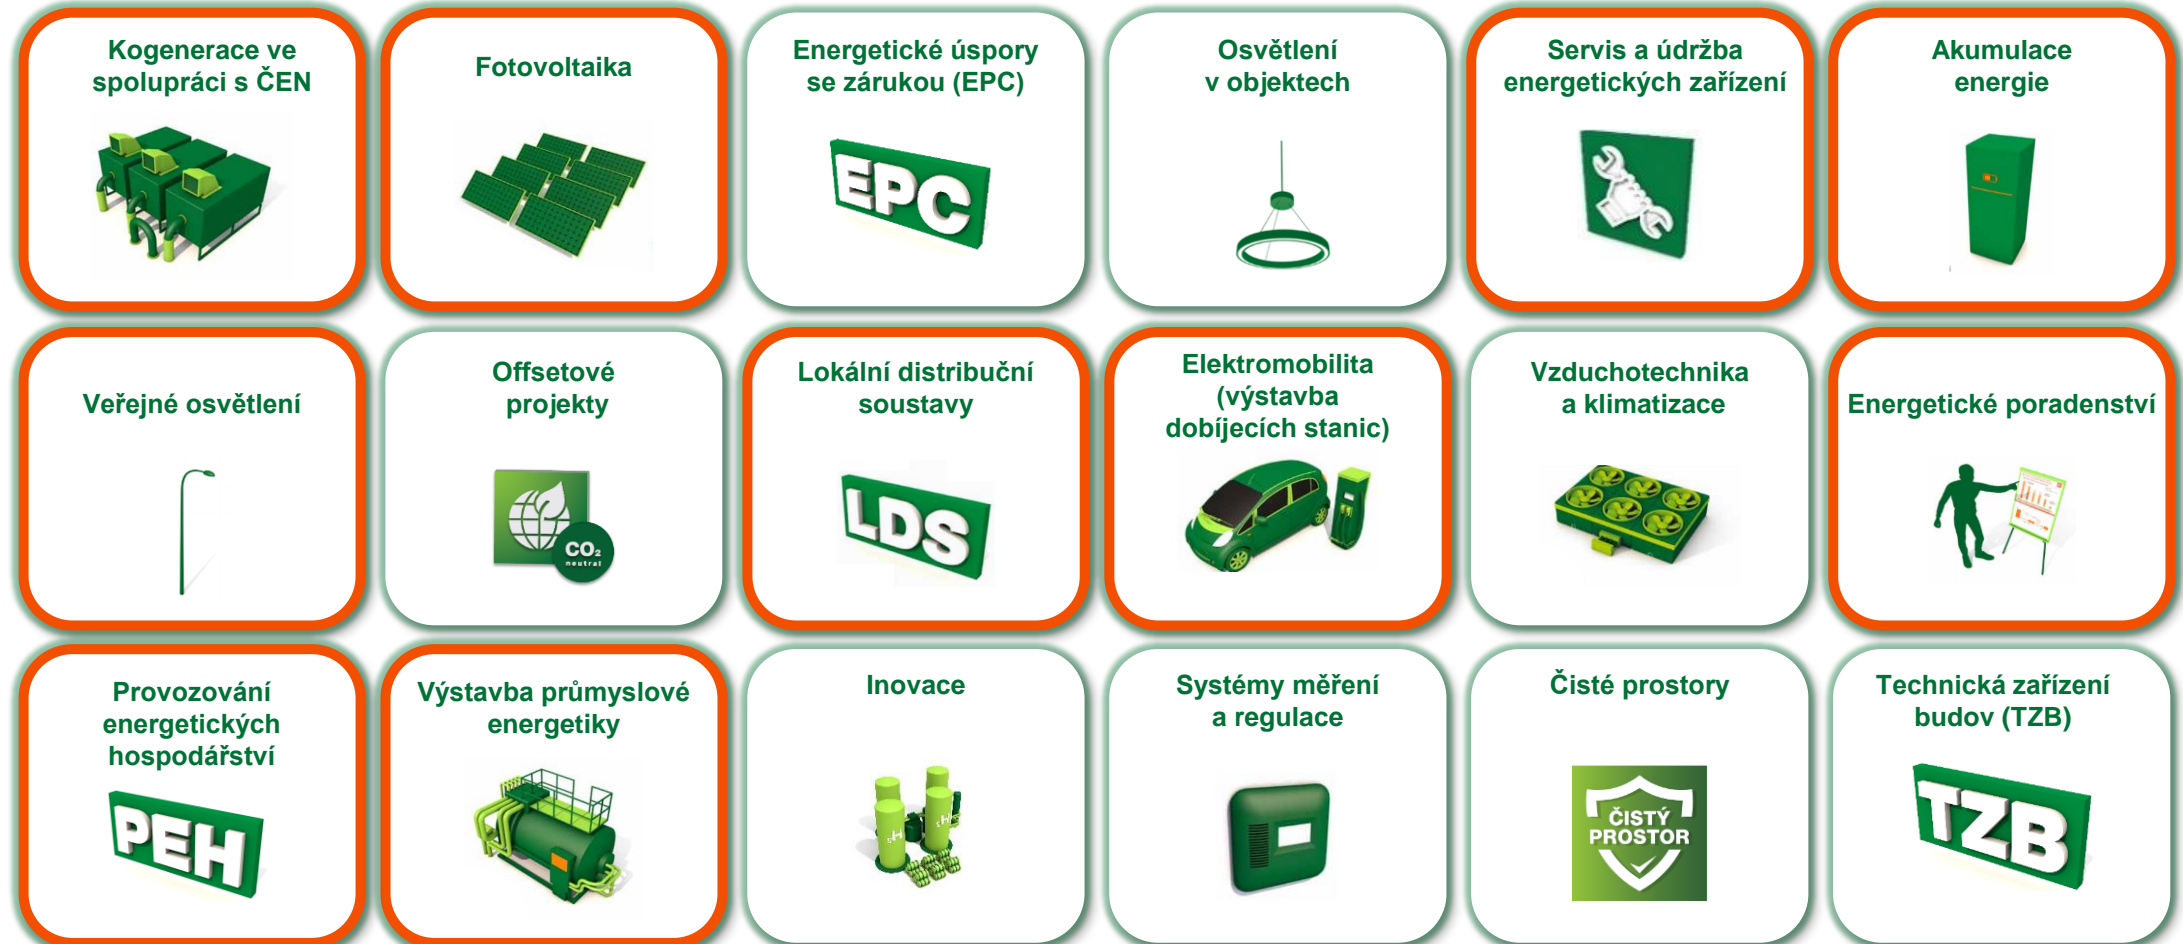 Kogenerace ve
spolupráci s ČEN
Fotovoltaika
Energetické úspory
se zárukou (EPC)
EPC
Osvětlení
v objektech
Servis a údržba
energetických zařízení
Akumulace
energie
Veřejné osvětlení
Offsetové
projekty
CO₂
neutral
Lokální distribuční
soustavy
LDS
Elektromobilita
(výstavba
dobíjecích stanic)
Vzduchotechnika
a klimatizace
Energetické poradenství
Provozování
energetických
hospodářství
PEH
Výstavba průmyslové
energetiky
Inovace
Systémy měření
a regulace
Čisté prostory
ČISTÝ
PROSTOR
Technická zařízení
budov (TZB)
TZB